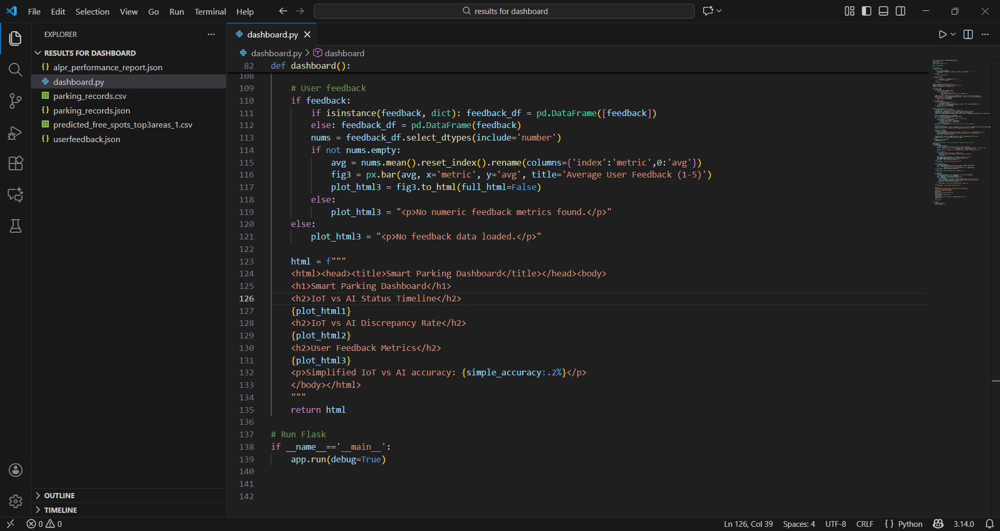 File Edit Selection View Go Run Terminal Help
results for dashboard
EXPLORER
RESULTS FOR DASHBOARD
{} alpr_performance_report.json
dashboard.py
parking_records.csv
{} parking_records.json
predicted_free_spots_top3areas_1.csv
{} userfeedback.json
OUTLINE
TIMELINE
dashboard.py
dashboard.py > dashboard
82 def dashboard():
108
109 # User feedback
110 if feedback:
111 if isinstance(feedback, dict): feedback_df = pd.DataFrame([feedback])
112 else: feedback_df = pd.DataFrame(feedback)
113 nums = feedback_df.select_dtypes(include='number')
114 if not nums.empty:
115 avg = nums.mean().reset_index().rename(columns={'index':'metric',0:'avg'})
116 fig3 = px.bar(avg, x='metric', y='avg', title='Average User Feedback (1-5)')
117 plot_html3 = fig3.to_html(full_html=False)
118 else:
119 plot_html3 = "<p>No numeric feedback metrics found.</p>"
120 else:
121 plot_html3 = "<p>No feedback data loaded.</p>"
122
123 html = f"""
124 <html><head><title>Smart Parking Dashboard</title></head><body>
125 <h1>Smart Parking Dashboard</h1>
126 <h2>IoT vs AI Status Timeline</h2>
127 {plot_html1}
128 <h2>IoT vs AI Discrepancy Rate</h2>
129 {plot_html2}
130 <h2>User Feedback Metrics</h2>
131 {plot_html3}
132 <p>Simplified IoT vs AI accuracy: {simple_accuracy:.2%}</p>
133 </body></html>
134 """
135 return html
136
137 # Run Flask
138 if __name__=='__main__':
139 app.run(debug=True)
140
141
142
0 0
Ln 126, Col 39 Spaces: 4 UTF-8 CRLF {} Python 3.14.0